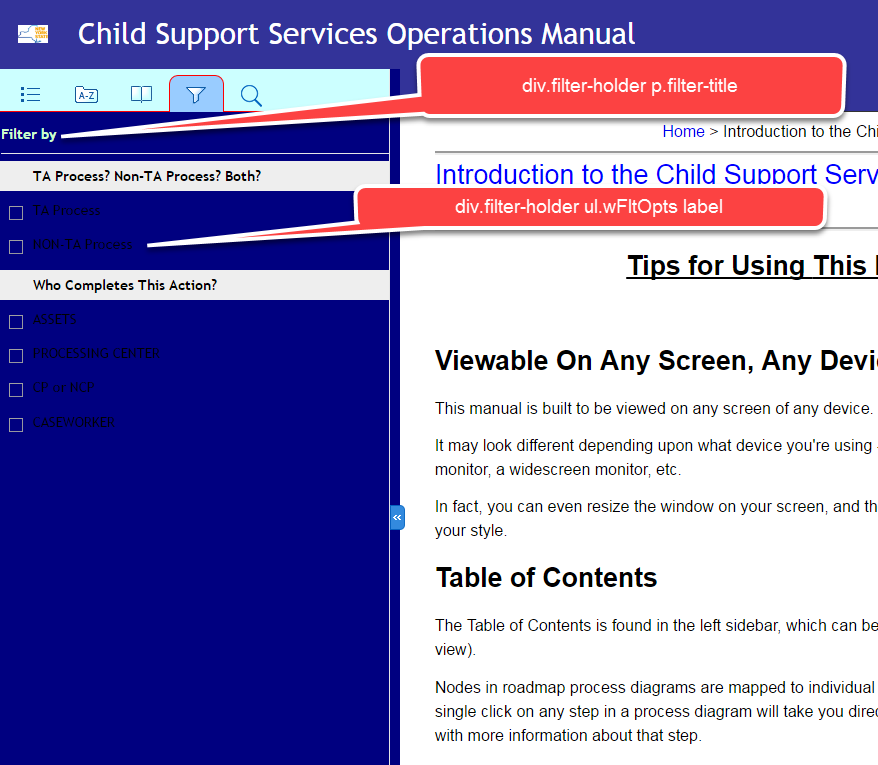 NEW YORK STATE
Child Support Services Operations Manual
A-Z
div.filter-holder p.filter-title
Filter by
Home > Introduction to the Chi
TA Process? Non-TA Process? Both?
Introduction to the Child Support Serv
TA Process
div.filter-holder ul.wFltOpts label
NON-TA Process
Tips for Using This
Who Completes This Action?
ASSETS
PROCESSING CENTER
CP or NCP
CASEWORKER
«
Viewable On Any Screen, Any Devi
This manual is built to be viewed on any screen of any device.
It may look different depending upon what device you're using
monitor, a widescreen monitor, etc.
In fact, you can even resize the window on your screen, and th
your style.
Table of Contents
The Table of Contents is found in the left sidebar, which can be
view).
Nodes in roadmap process diagrams are mapped to individual
single click on any step in a process diagram will take you direc
with more information about that step.